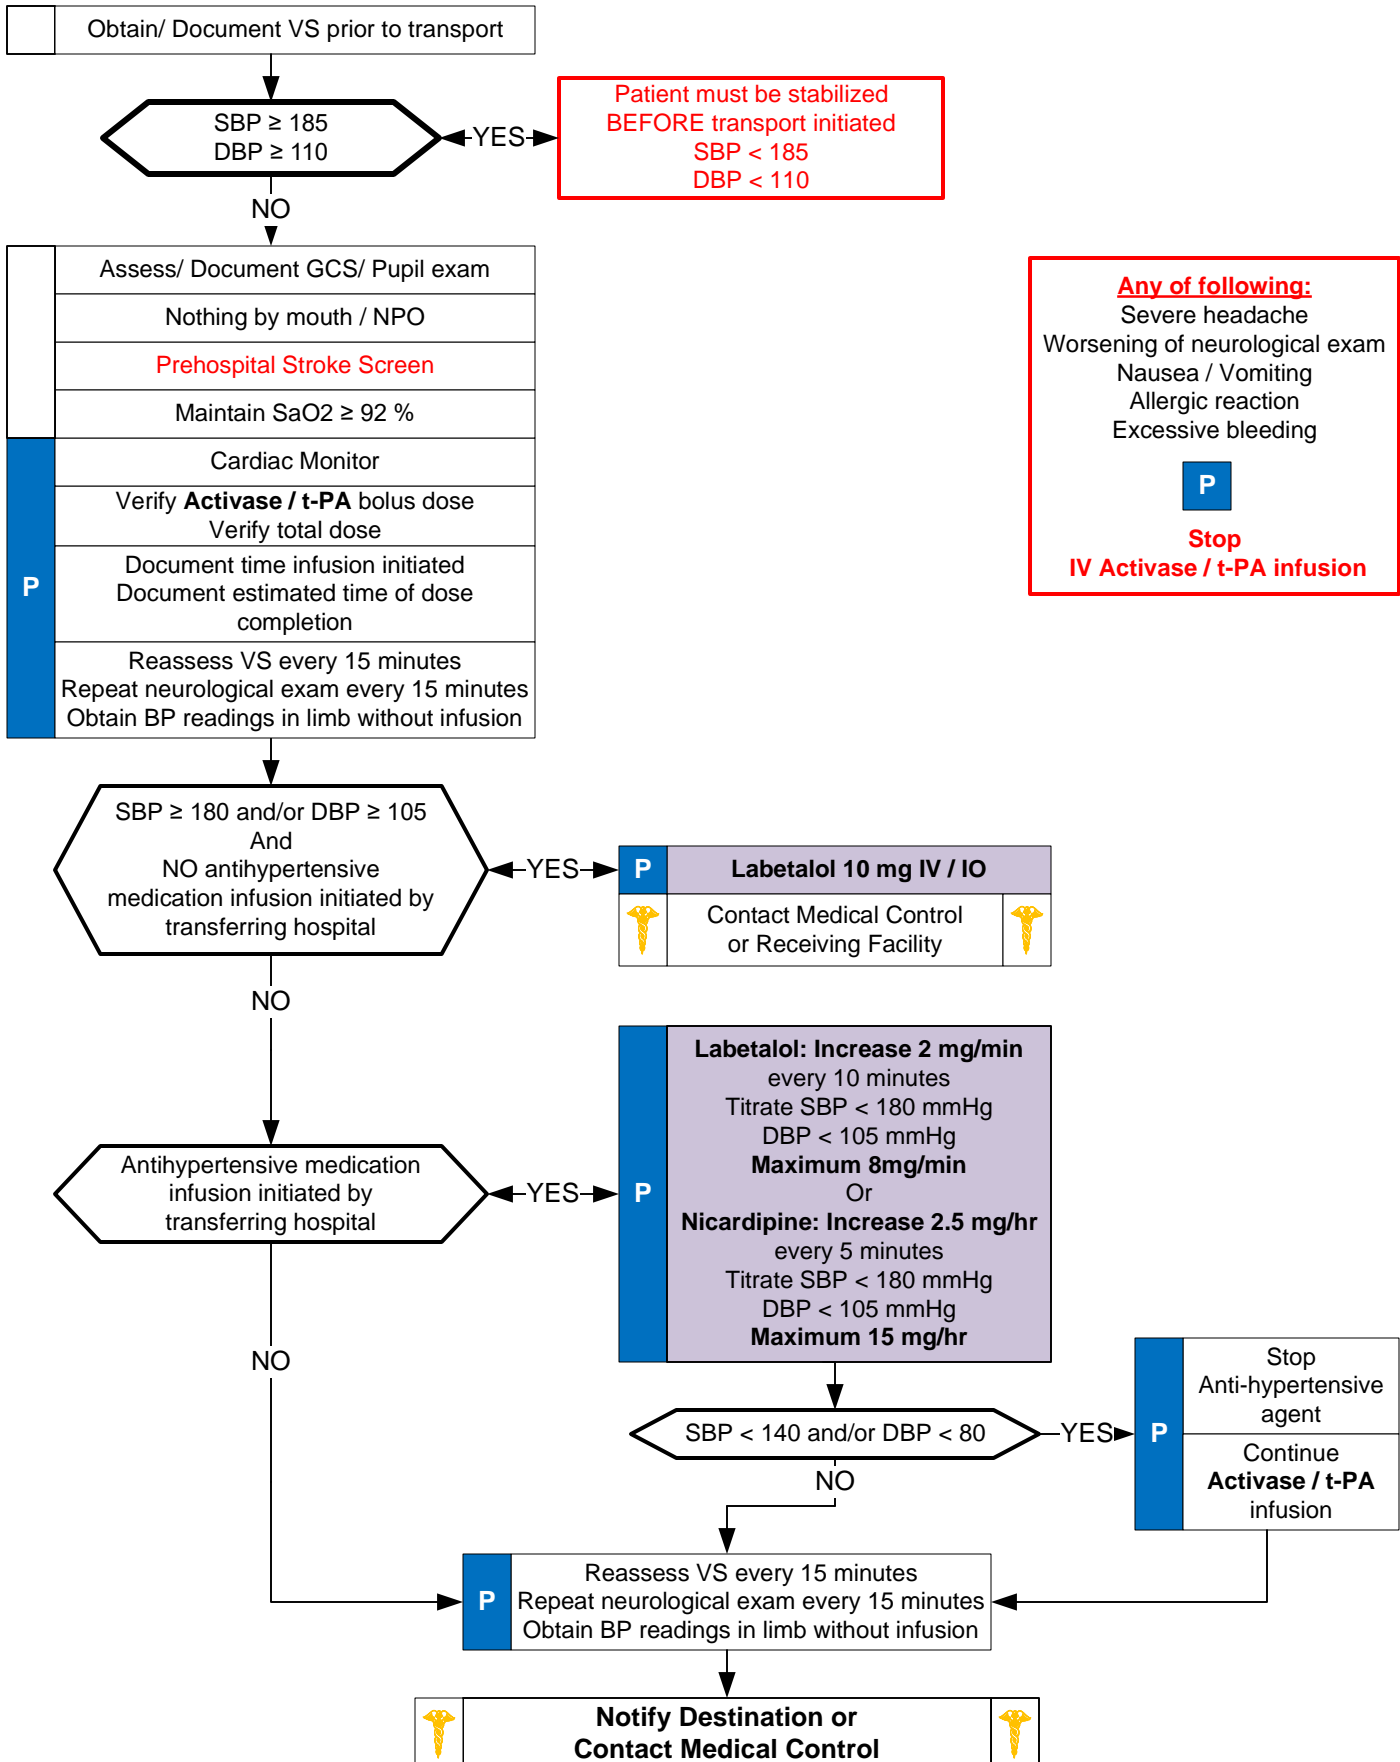 Obtain/ Document VS prior to transport
SBP ≥ 185
DBP ≥ 110
YES
Patient must be stabilized
BEFORE transport initiated
SBP < 185
DBP < 110
NO
Assess/ Document GCS/ Pupil exam
Nothing by mouth / NPO
Prehospital Stroke Screen
Maintain SaO2 ≥ 92 %
P
Cardiac Monitor
Verify Activase / t-PA bolus dose
Verify total dose
Document time infusion initiated
Document estimated time of dose
completion
Reassess VS every 15 minutes
Repeat neurological exam every 15 minutes
Obtain BP readings in limb without infusion
Any of following:
Severe headache
Worsening of neurological exam
Nausea / Vomiting
Allergic reaction
Excessive bleeding
P
Stop
IV Activase / t-PA infusion
SBP ≥ 180 and/or DBP ≥ 105
And
NO antihypertensive
medication infusion initiated by
transferring hospital
YES
P
Labetalol 10 mg IV / IO
Contact Medical Control
or Receiving Facility
NO
Antihypertensive medication
infusion initiated by
transferring hospital
YES
P
Labetalol: Increase 2 mg/min
every 10 minutes
Titrate SBP < 180 mmHg
DBP < 105 mmHg
Maximum 8mg/min
Or
Nicardipine: Increase 2.5 mg/hr
every 5 minutes
Titrate SBP < 180 mmHg
DBP < 105 mmHg
Maximum 15 mg/hr
NO
SBP < 140 and/or DBP < 80
YES
P
Stop
Anti-hypertensive
agent
Continue
Activase / t-PA
infusion
NO
P
Reassess VS every 15 minutes
Repeat neurological exam every 15 minutes
Obtain BP readings in limb without infusion
Notify Destination or
Contact Medical Control